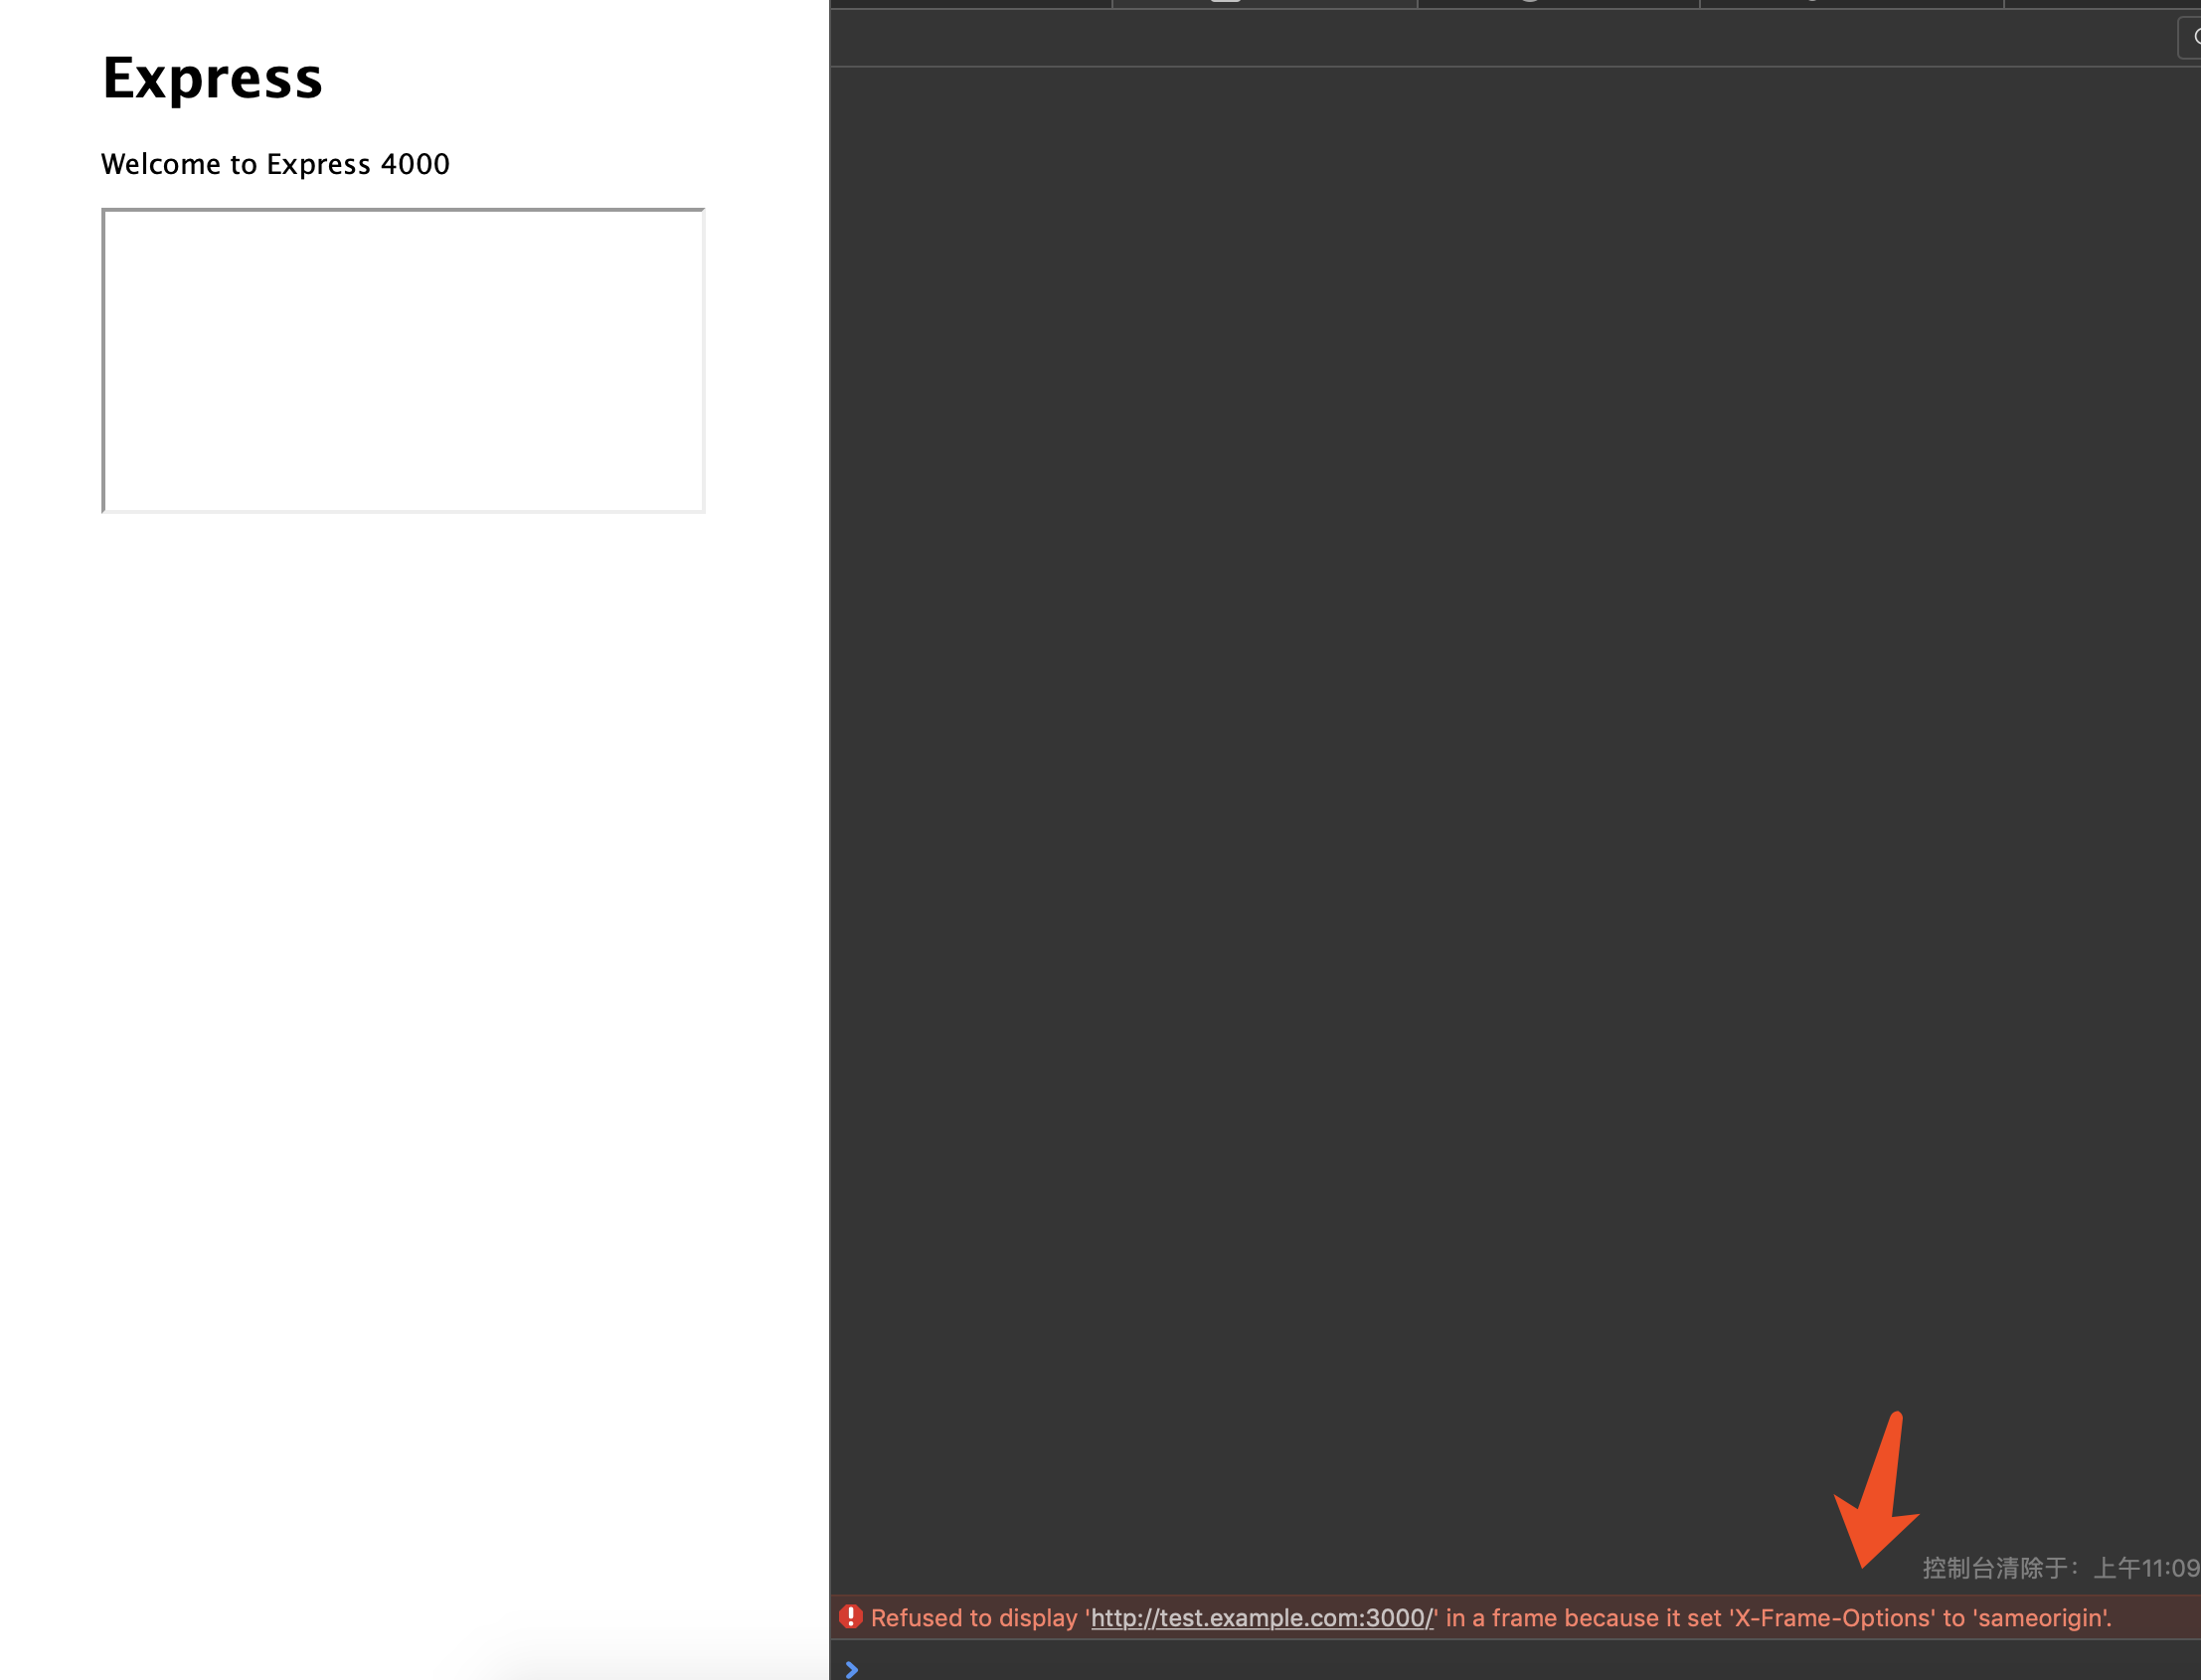 Express
Welcome to Express 4000
控制台清除于：上午11:09
Refused to display 'http://test.example.com:3000/' in a frame because it set 'X-Frame-Options' to 'sameorigin'.